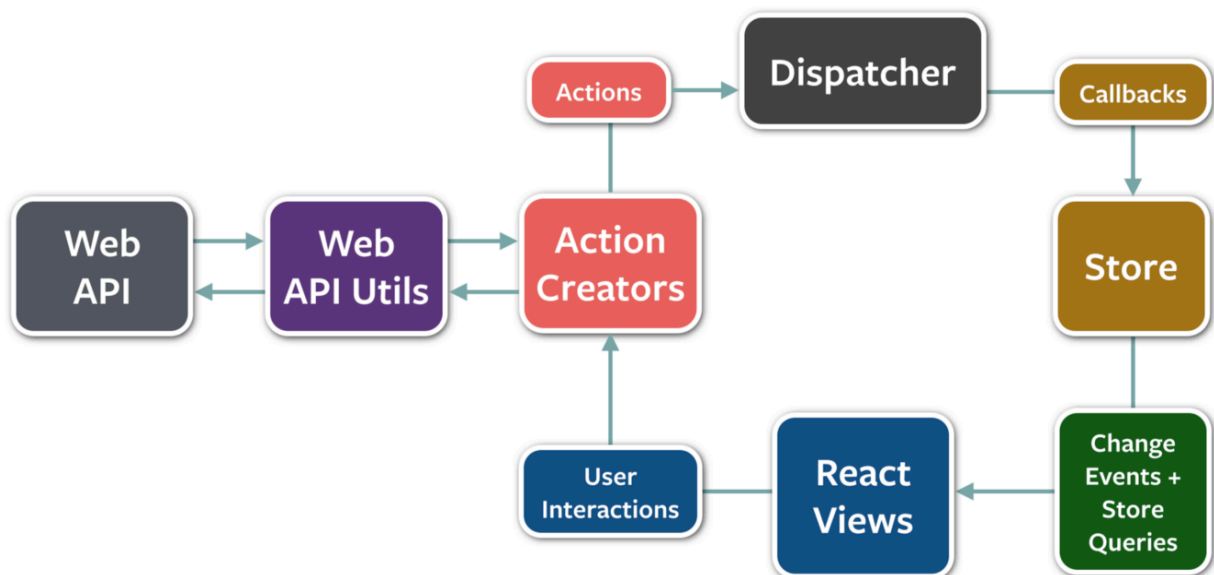 Actions
Dispatcher
Callbacks
Web
API
Web
API Utils
Action
Creators
Store
User
Interactions
React
Views
Change
Events +
Store
Queries